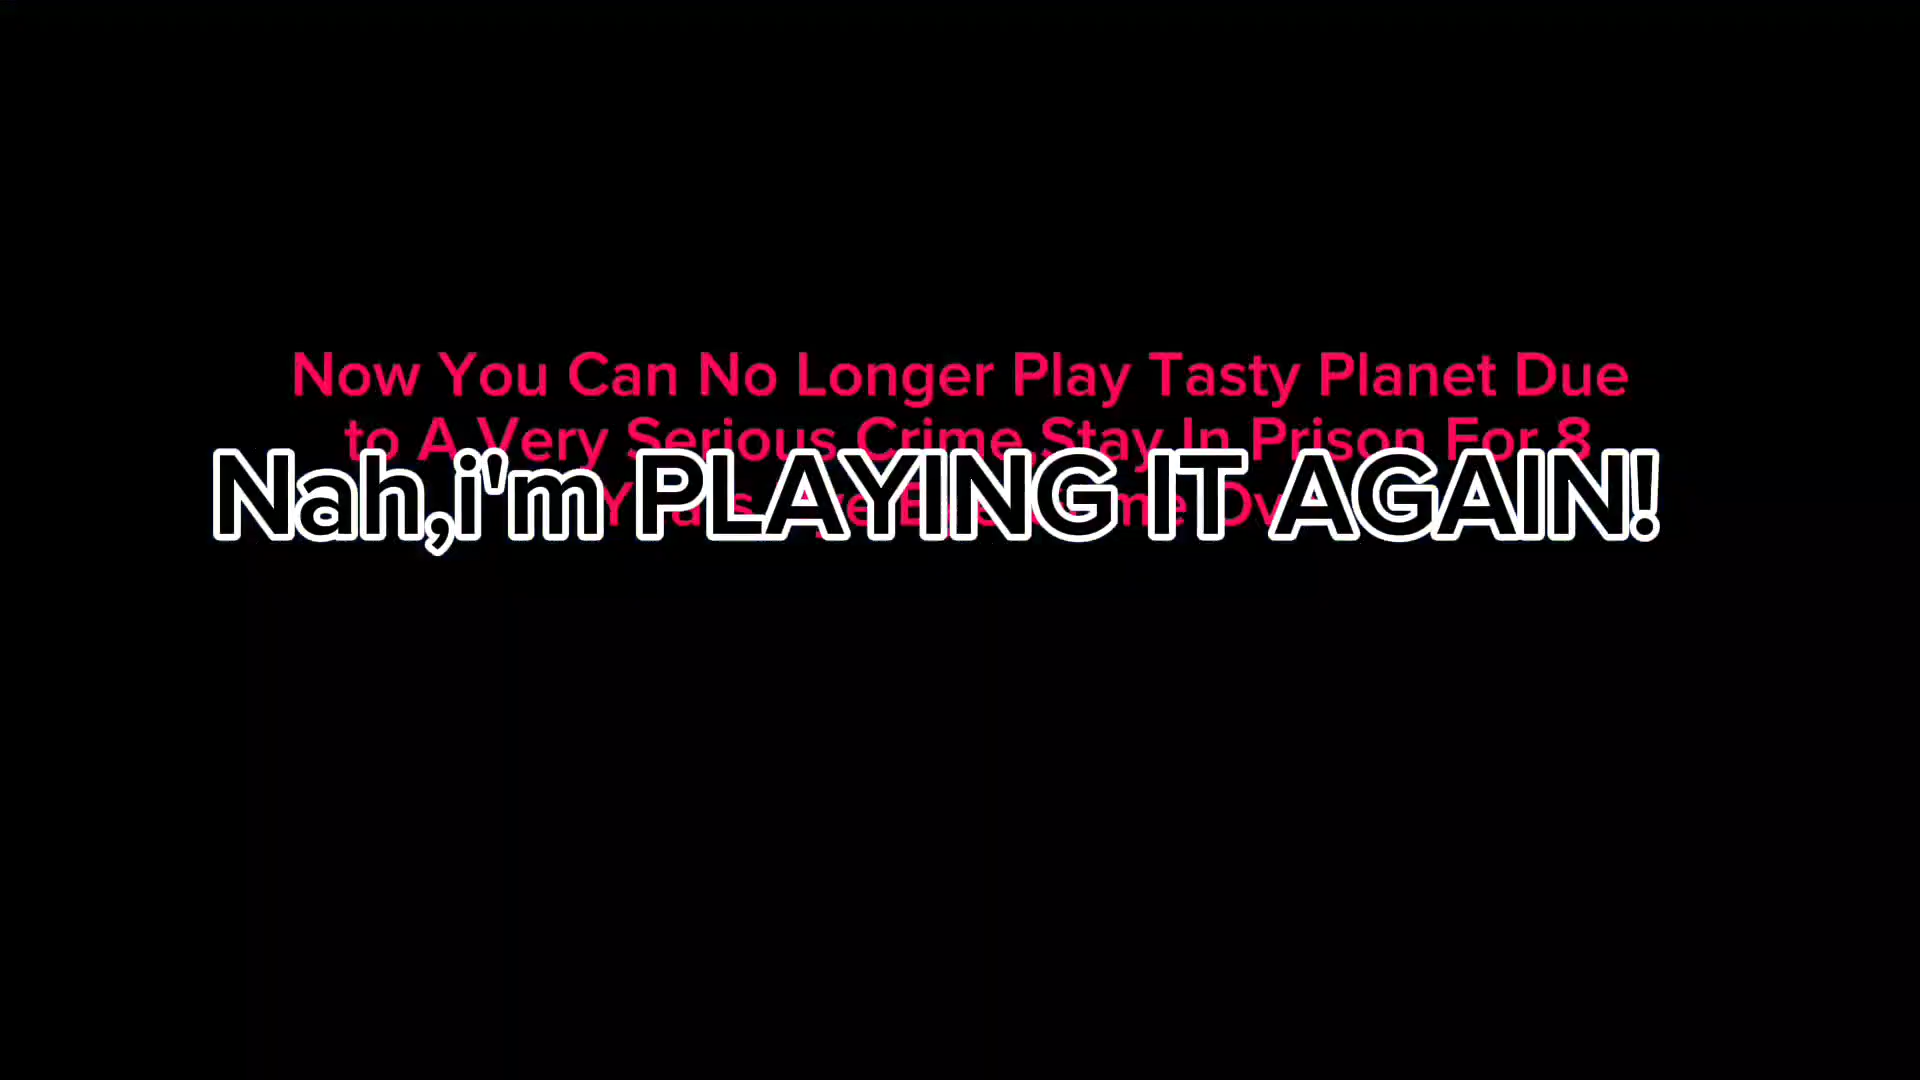 Now You Can No Longer Play Tasty Planet Due
to A Very Serious Crime,Stay In Prison For 8
Nah,i'm PLAYING IT AGAIN!